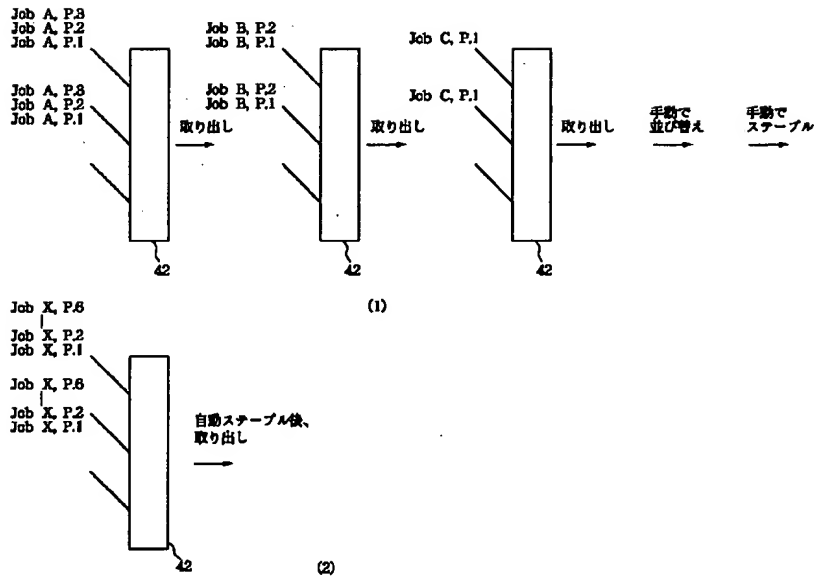 Job A, P.3
Job A, P.2
Job A, P.1
Job A, P.3
Job A, P.2
Job A, P.1
取り出し
42
Job B, P.2
Job B, P.1
Job B, P.2
Job B, P.1
取り出し
42
Job C, P.1
Job C, P.1
取り出し
42
手動で
並び替え
手動で
ステープル
(1)
Job X, P.6
Job X, P.2
Job X, P.1
Job X, P.6
Job X, P.2
Job X, P.1
自動ステープル後、
取り出し
42
(2)